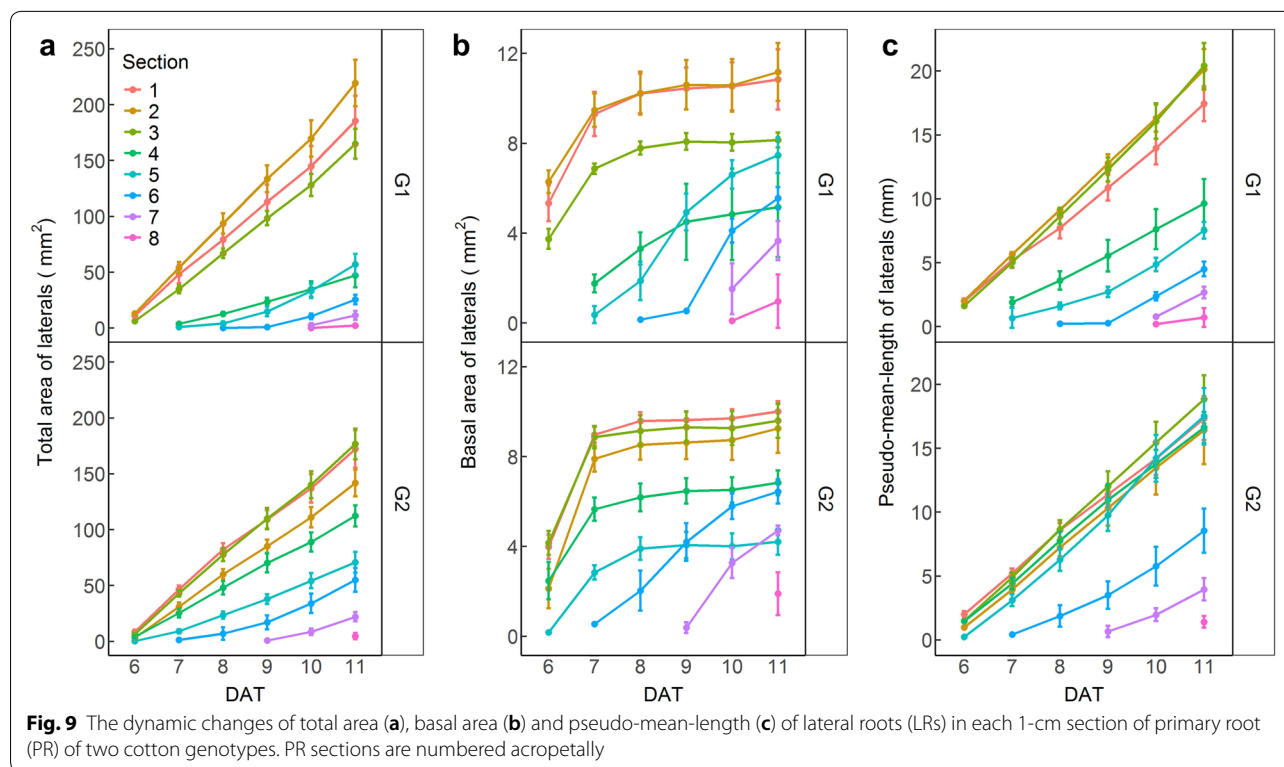 a
Total area of laterals ( mm²)
250
200
150
100
50
0
Section
1
2
3
4
5
6
7
8
G1
250
200
150
100
50
0
G2
6 7 8 9 10 11
DAT
b
Basal area of laterals ( mm²)
12
8
4
0
G1
12
8
4
0
G2
6 7 8 9 10 11
DAT
c
Pseudo-mean-length of laterals (mm)
20
15
10
5
0
G1
20
15
10
5
0
G2
6 7 8 9 10 11
DAT
Fig. 9 The dynamic changes of total area (a), basal area (b) and pseudo-mean-length (c) of lateral roots (LRs) in each 1-cm section of primary root
(PR) of two cotton genotypes. PR sections are numbered acropetally